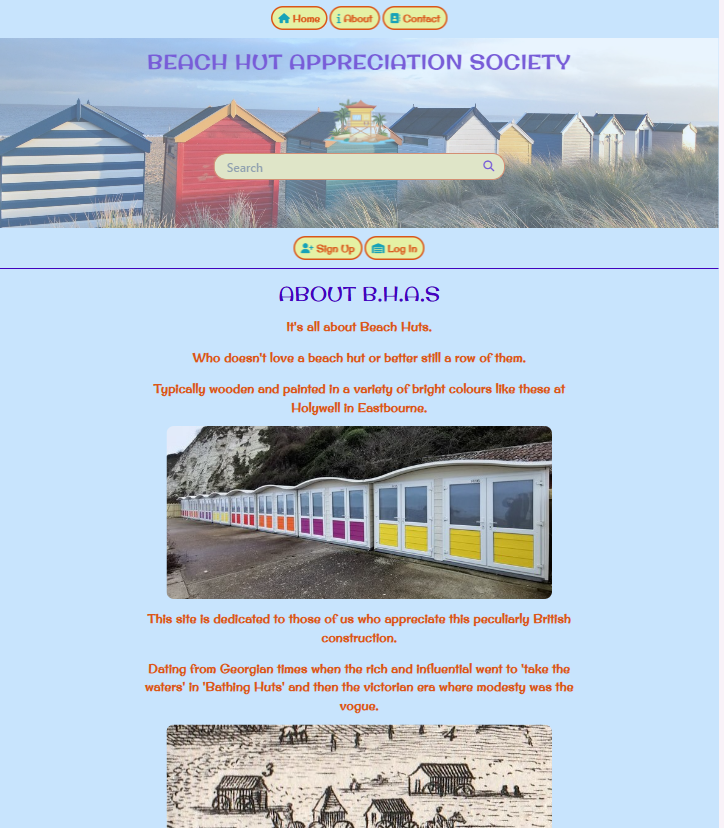 Home About Contact
BEACH HUT APPRECIATION SOCIETY
Search
Sign Up Log In
ABOUT B.H.A.S
It's all about Beach Huts.
Who doesn't love a beach hut or better still a row of them.
Typically wooden and painted in a variety of bright colours like these at
Holywell in Eastbourne.
This site is dedicated to those of us who appreciate this peculiarly British
construction.
Dating from Georgian times when the rich and influential went to 'take the
waters' in 'Bathing Huts' and then the victorian era where modesty was the
vogue.
4
3